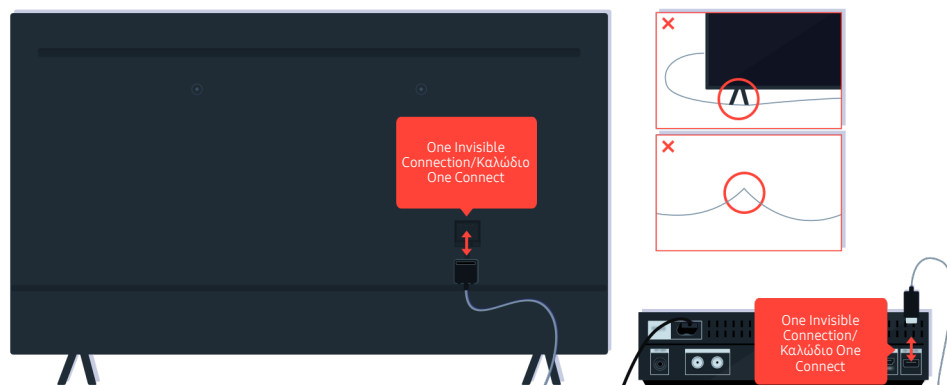 One Invisible
Connection/Καλώδιο
One Connect
One Invisible
Connection/
Καλώδιο One
Connect